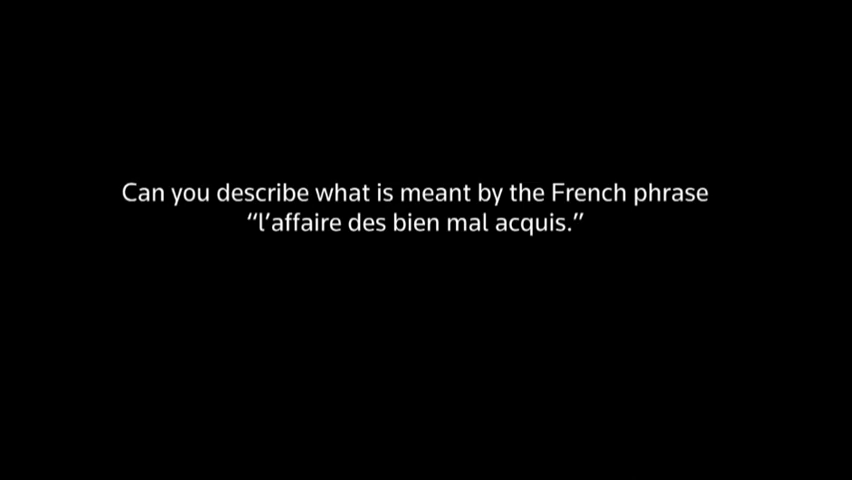 Can you describe what is meant by the French phrase
“l’affaire des bien mal acquis.”